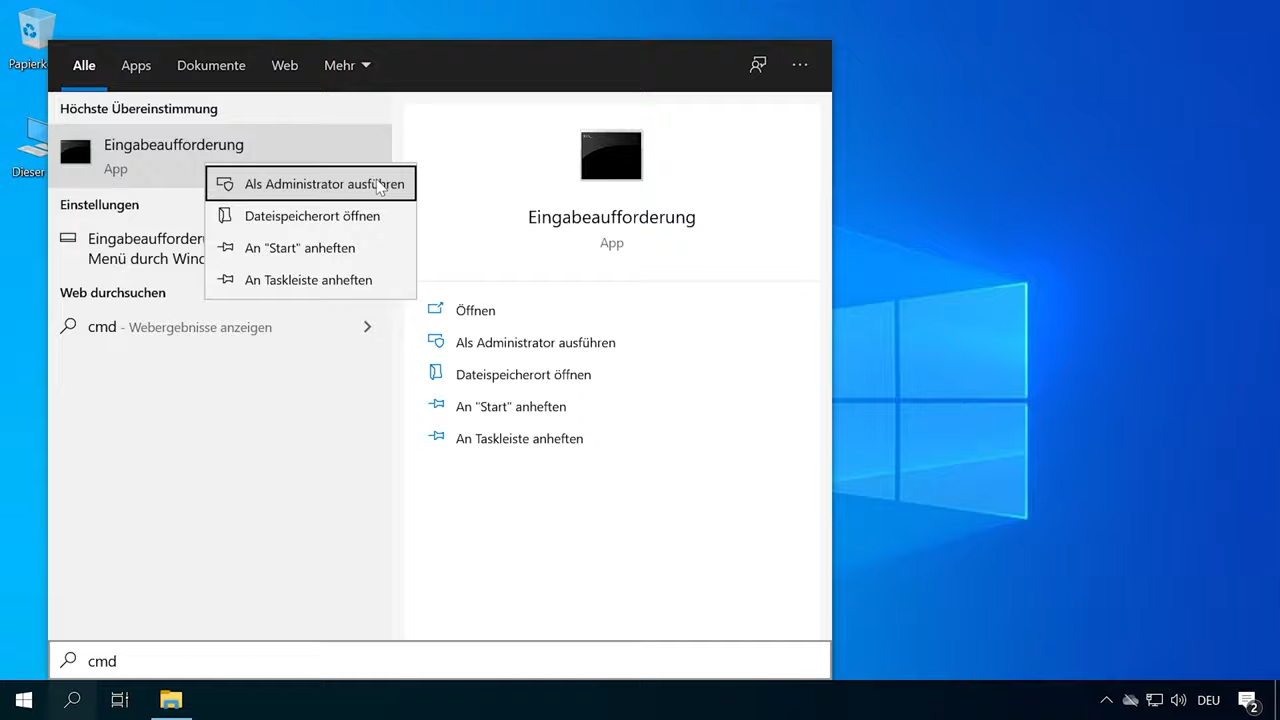 Papierk
Dieser
Alle
Apps
Dokumente
Web
Mehr
Höchste Übereinstimmung
Eingabeaufforderung
App
Als Administrator ausführen
Dateispeicherort öffnen
An "Start" anheften
An Taskleiste anheften
Einstellungen
Eingabeaufforder
Menü durch Wind
Web durchsuchen
cmd - Webergebnisse anzeigen
Eingabeaufforderung
App
Öffnen
Als Administrator ausführen
Dateispeicherort öffnen
An "Start" anheften
An Taskleiste anheften
cmd
DEU
2